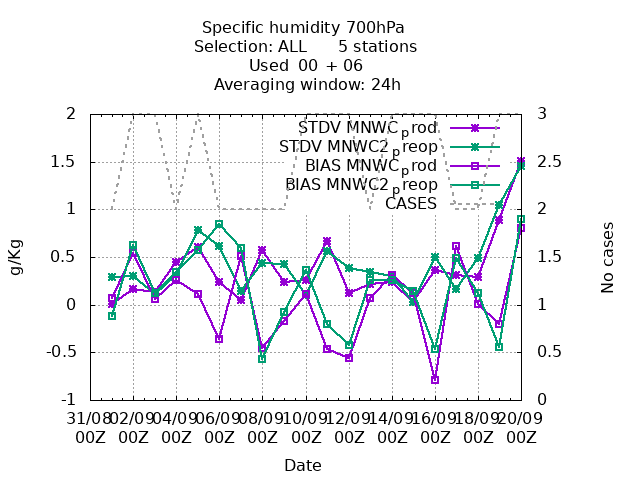 Specific humidity 700hPa
Selection: ALL 5 stations
Used 00 + 06
Averaging window: 24h
STDV MNWC_prod
STDV MNWC2_preop
BIAS MNWC_prod
BIAS MNWC2_preop
CASES
g/Kg
2
1.5
1
0.5
0
-0.5
-1
3
2.5
2
1.5
1
0.5
0
No cases
31/08 02/09 04/09 06/09 08/09 10/09 12/09 14/09 16/09 18/09 20/09
00Z 00Z 00Z 00Z 00Z 00Z 00Z 00Z 00Z 00Z 00Z
Date